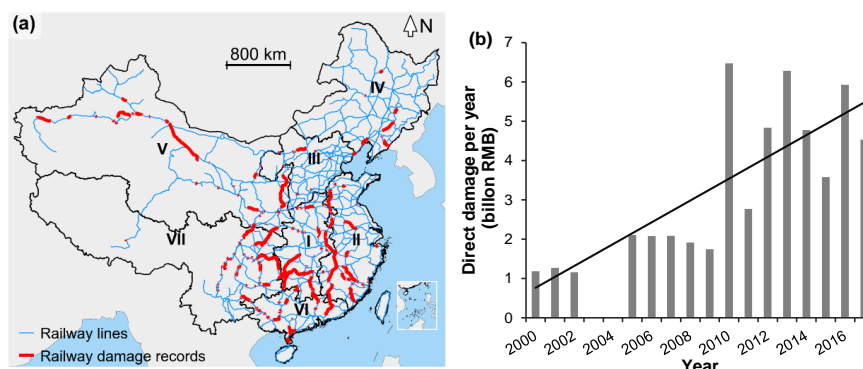 (a)
800 km
N
IV
V
III
VII
I
II
VI
Railway lines
Railway damage records
(b)
Direct damage per year
(billon RMB)
7
6
5
4
3
2
1
0
2000 2002 2004 2006 2008 2010 2012 2014 2016
Year